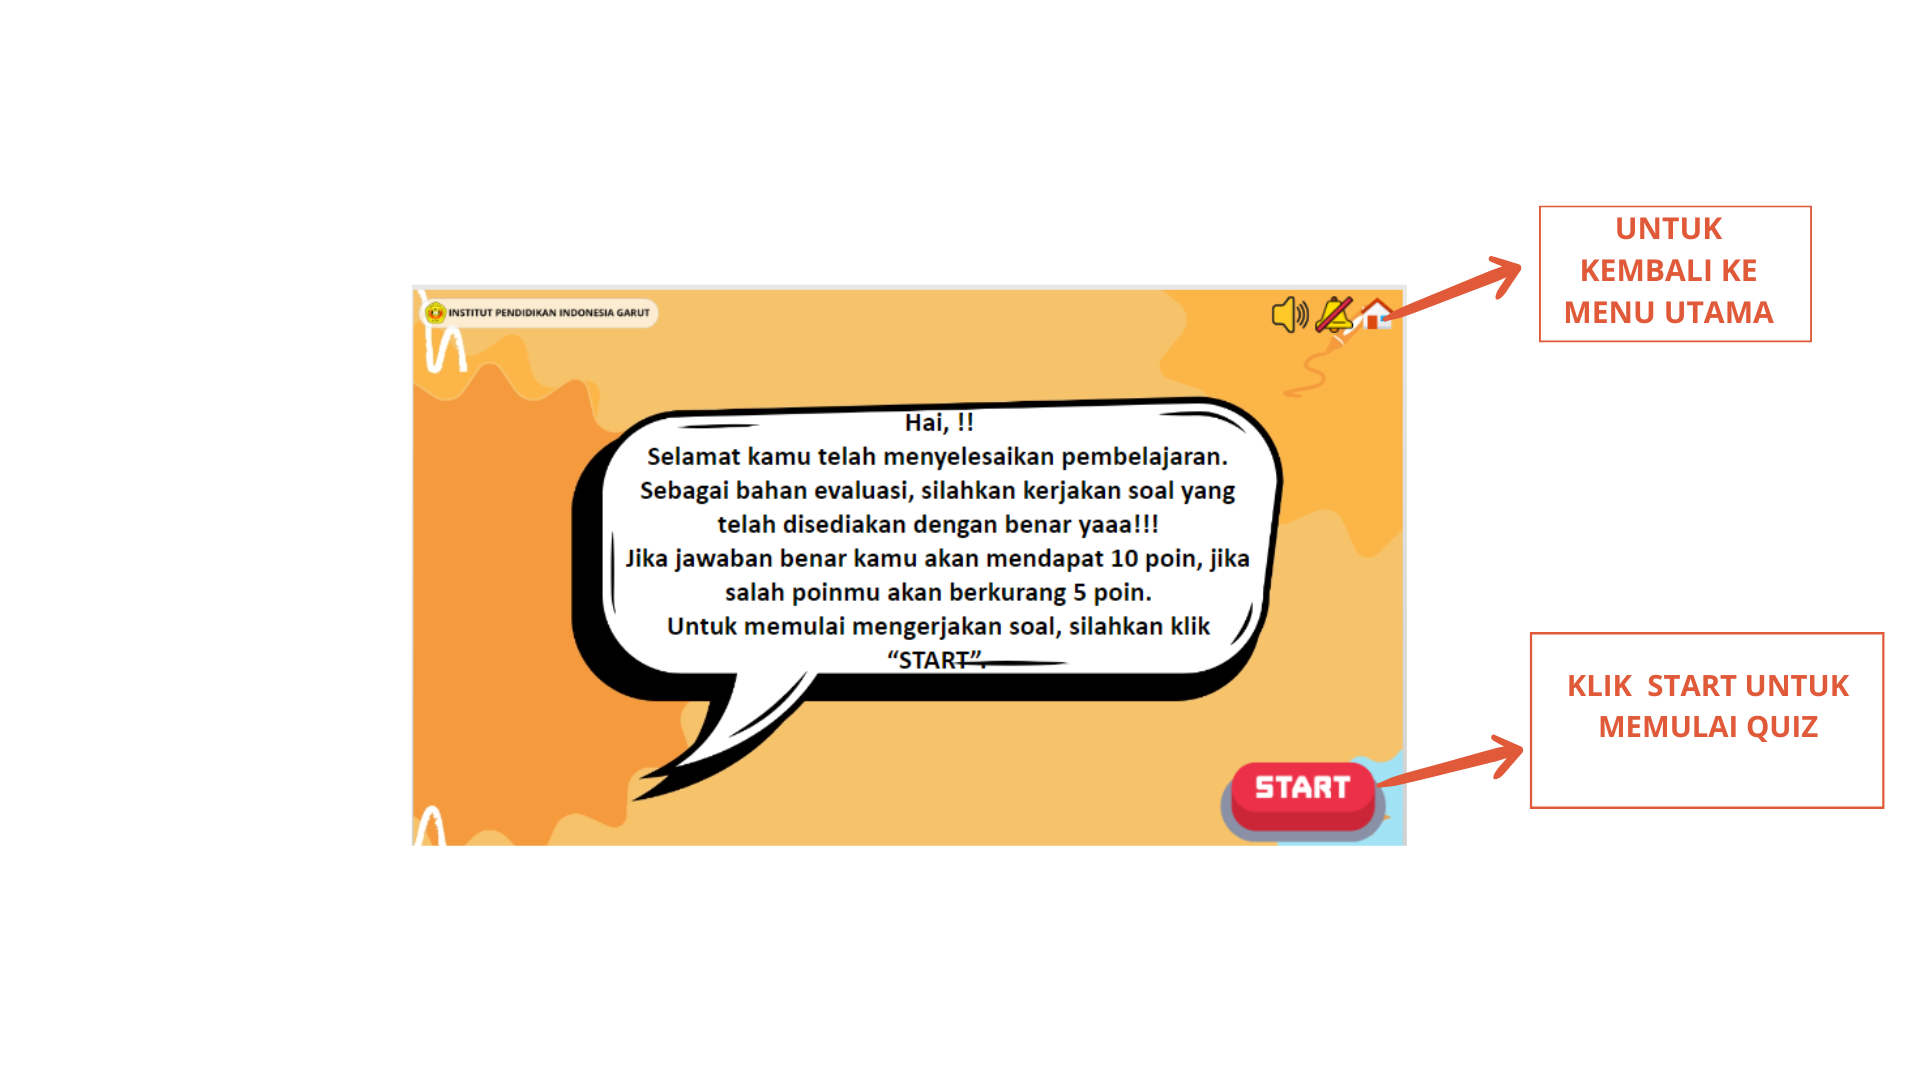 INSTITUT PENDIDIKAN INDONESIA GARUT
Hai, !!
Selamat kamu telah menyelesaikan pembelajaran.
Sebagai bahan evaluasi, silahkan kerjakan soal yang
telah disediakan dengan benar yaaa!!!
Jika jawaban benar kamu akan mendapat 10 poin, jika
salah poinmu akan berkurang 5 poin.
Untuk memulai mengerjakan soal, silahkan klik
“START”.
START
UNTUK
KEMBALI KE
MENU UTAMA
KLIK  START UNTUK
MEMULAI QUIZ